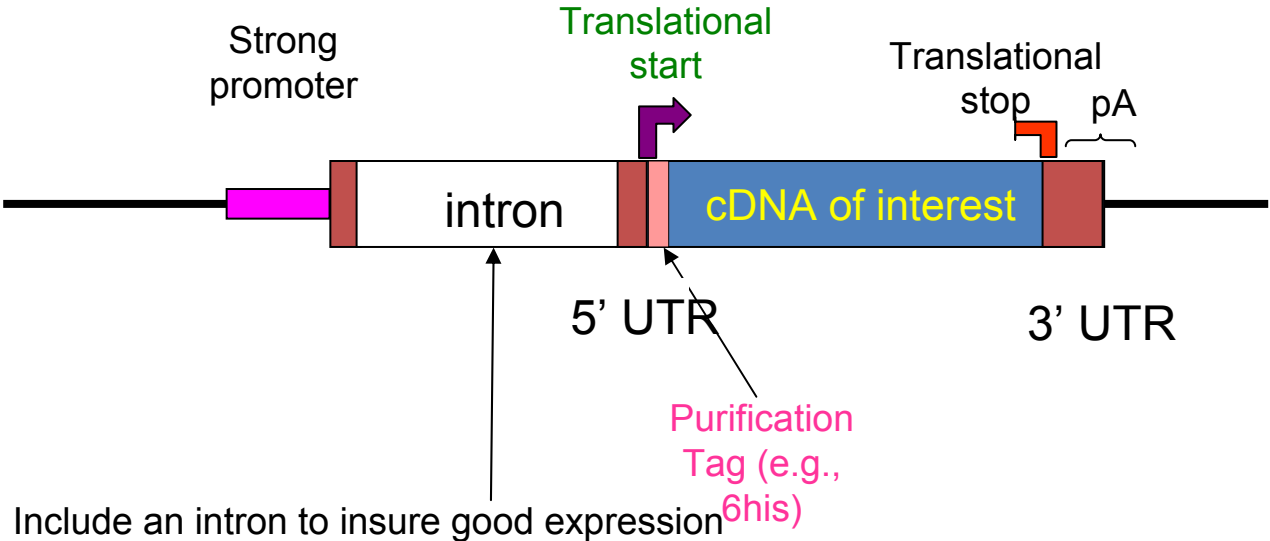 Strong
promoter
Translational
start
Translational
stop
pA
intron
cDNA of interest
5’ UTR
3’ UTR
Purification
Tag (e.g.,
6his)
Include an intron to insure good expression